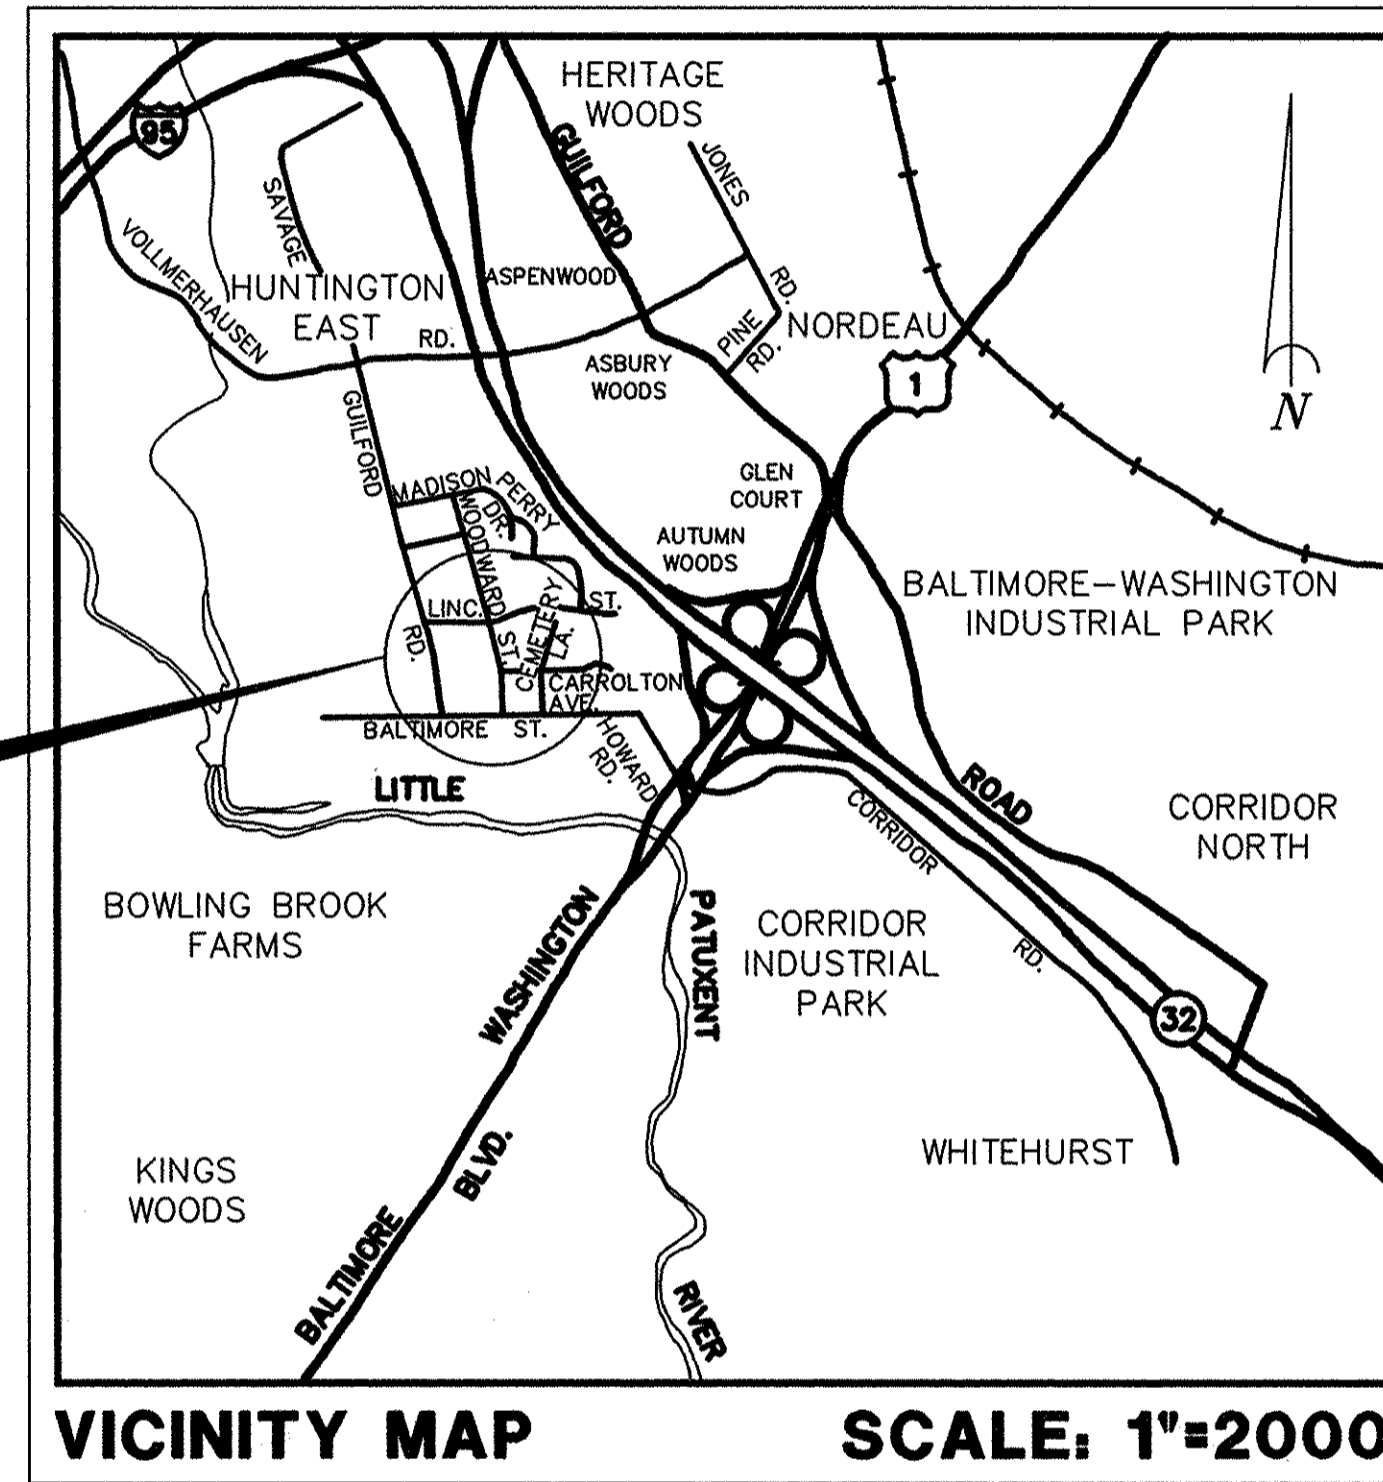 HERITAGE
WOODS
95
GUILFORD
JONES
RD.
SAVAGE
VOLLMERHAUSEN
RD.
HUNTINGTON
EAST
ASPENWOOD
ASBURY
WOODS
PINE
RD.
NORDEAU
1
N
GUILFORD
RD.
MADISON
PERRY
DR.
WOODWARD
ST.
GLEN
COURT
AUTUMN
WOODS
BALTIMORE-WASHINGTON
INDUSTRIAL PARK
LINC.
ST.
CEMETERY
LA.
CARROLTON
AVE.
BALTIMORE ST.
HOWARD
RD.
LITTLE
PATUXENT
RIVER
ROAD
CORRIDOR
RD.
CORRIDOR
NORTH
BOWLING BROOK
FARMS
CORRIDOR
INDUSTRIAL
PARK
32
WASHINGTON
BLVD.
BALTIMORE
KINGS
WOODS
WHITEHURST
VICINITY MAP
SCALE: 1"=2000